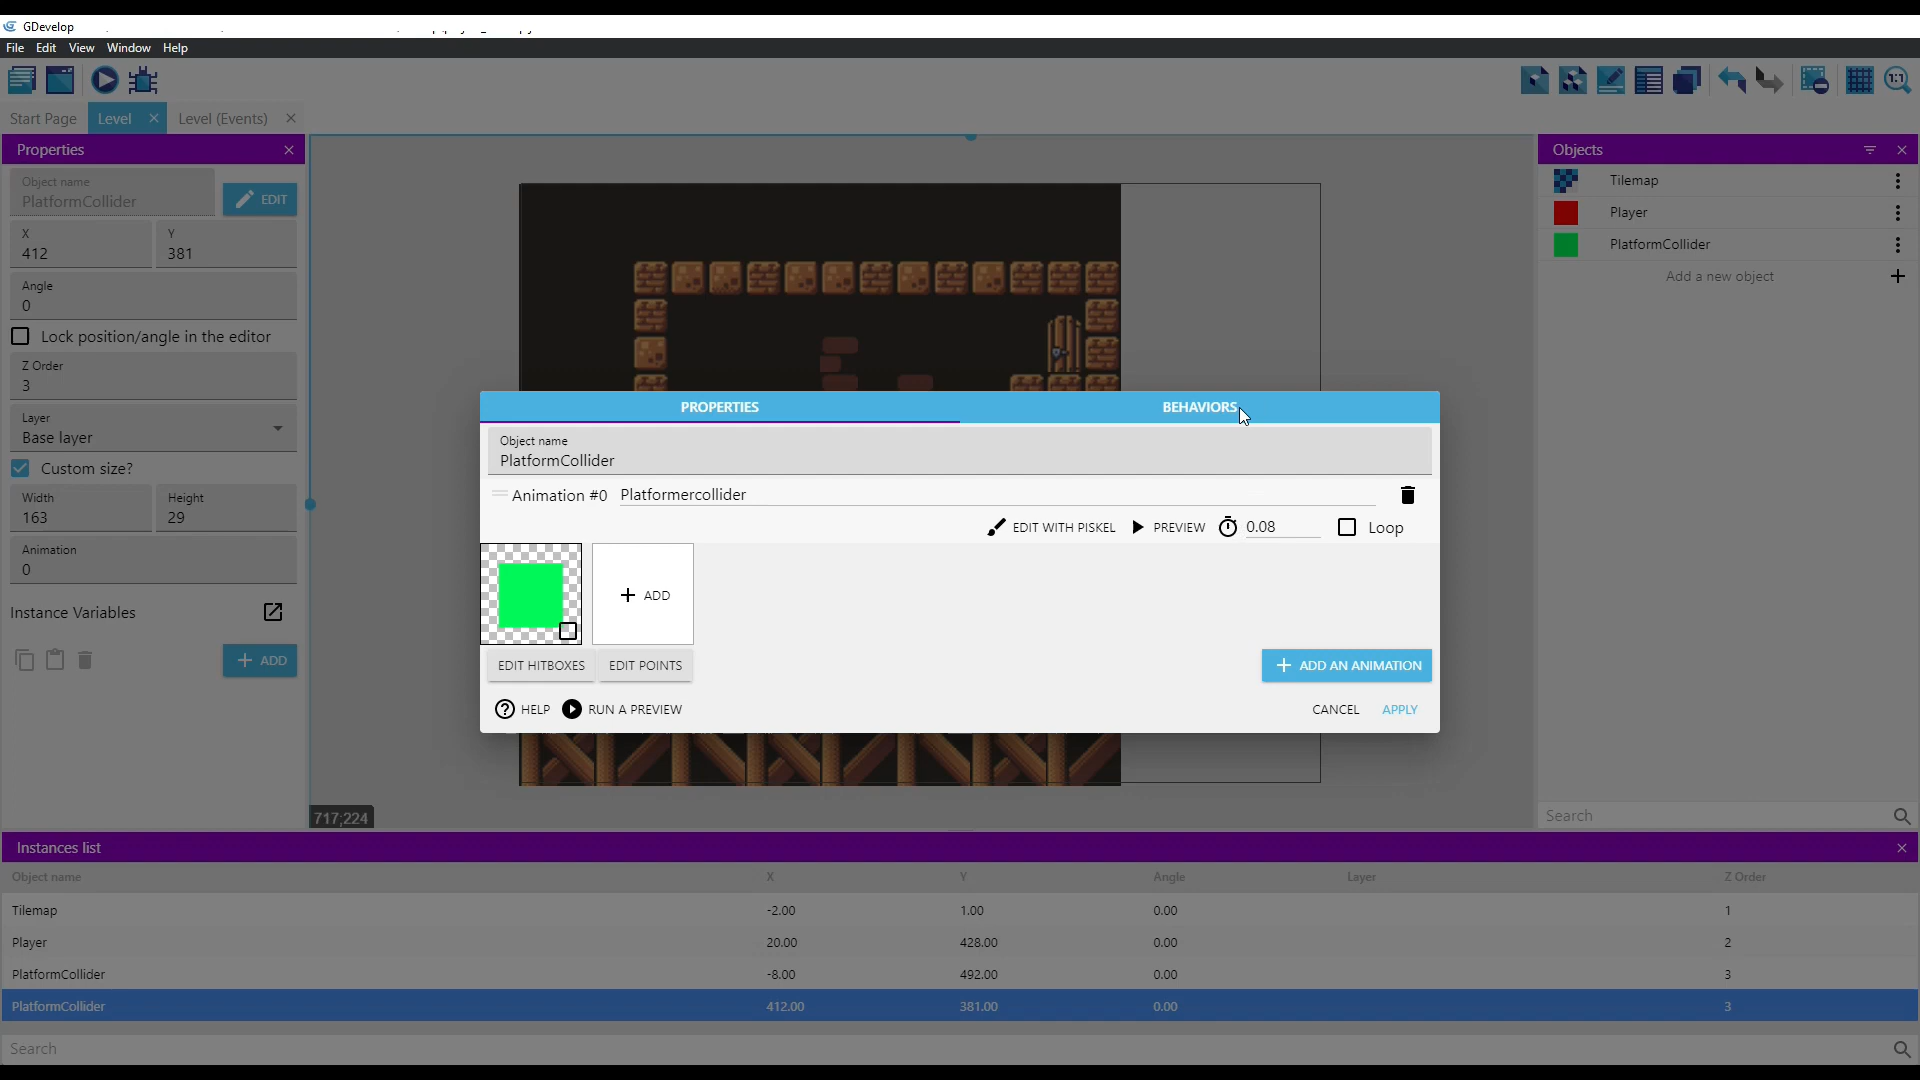 GDevelop
File Edit View Window Help
1:1
Start Page Level Level (Events)
Properties
Object name
PlatformCollider
EDIT
X Y
412 381
Angle
0
Lock position/angle in the editor
Z Order
3
Layer
Base layer
Custom size?
Width Height
163 29
Animation
0
Instance Variables
ADD
717;224
PROPERTIES BEHAVIORS
Object name
PlatformCollider
Animation #0 Platformercollider
EDIT WITH PISKEL PREVIEW 0.08 Loop
ADD
EDIT HITBOXES EDIT POINTS ADD AN ANIMATION
HELP RUN A PREVIEW CANCEL APPLY
Objects
Tilemap
Player
PlatformCollider
Add a new object
Search
Instances list
Object name X Y Angle Layer Z Order
Tilemap -2.00 1.00 0.00 1
Player 20.00 428.00 0.00 2
PlatformCollider -8.00 492.00 0.00 3
PlatformCollider 412.00 381.00 0.00 3
Search